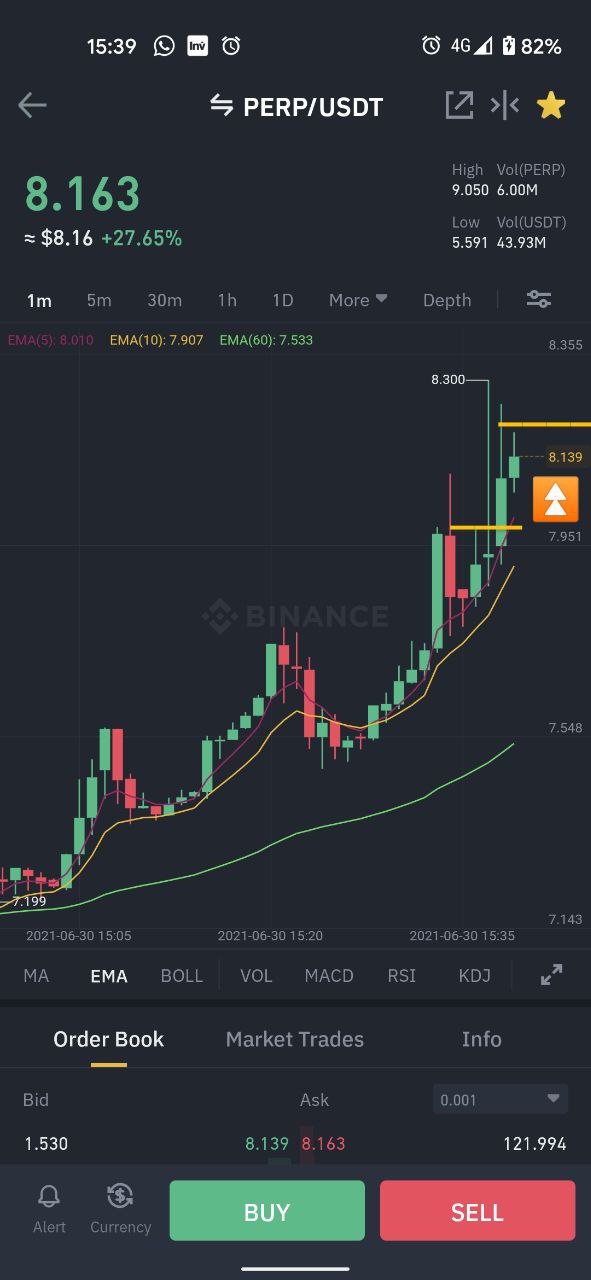 15:39 INV 4G 82%
PERP/USDT
8.163
≈ $8.16 +27.65%
High Vol(PERP)
9.050 6.00M
Low Vol(USDT)
5.591 43.93M
1m 5m 30m 1h 1D More Depth
EMA(5): 8.010 EMA(10): 7.907 EMA(60): 7.533
8.355
8.300
8.139
7.951
BINANCE
7.548
7.199
7.143
2021-06-30 15:05 2021-06-30 15:20 2021-06-30 15:35
MA EMA BOLL VOL MACD RSI KDJ
Order Book Market Trades Info
Bid Ask 0.001
1.530 8.139 8.163 121.994
Alert Currency BUY SELL